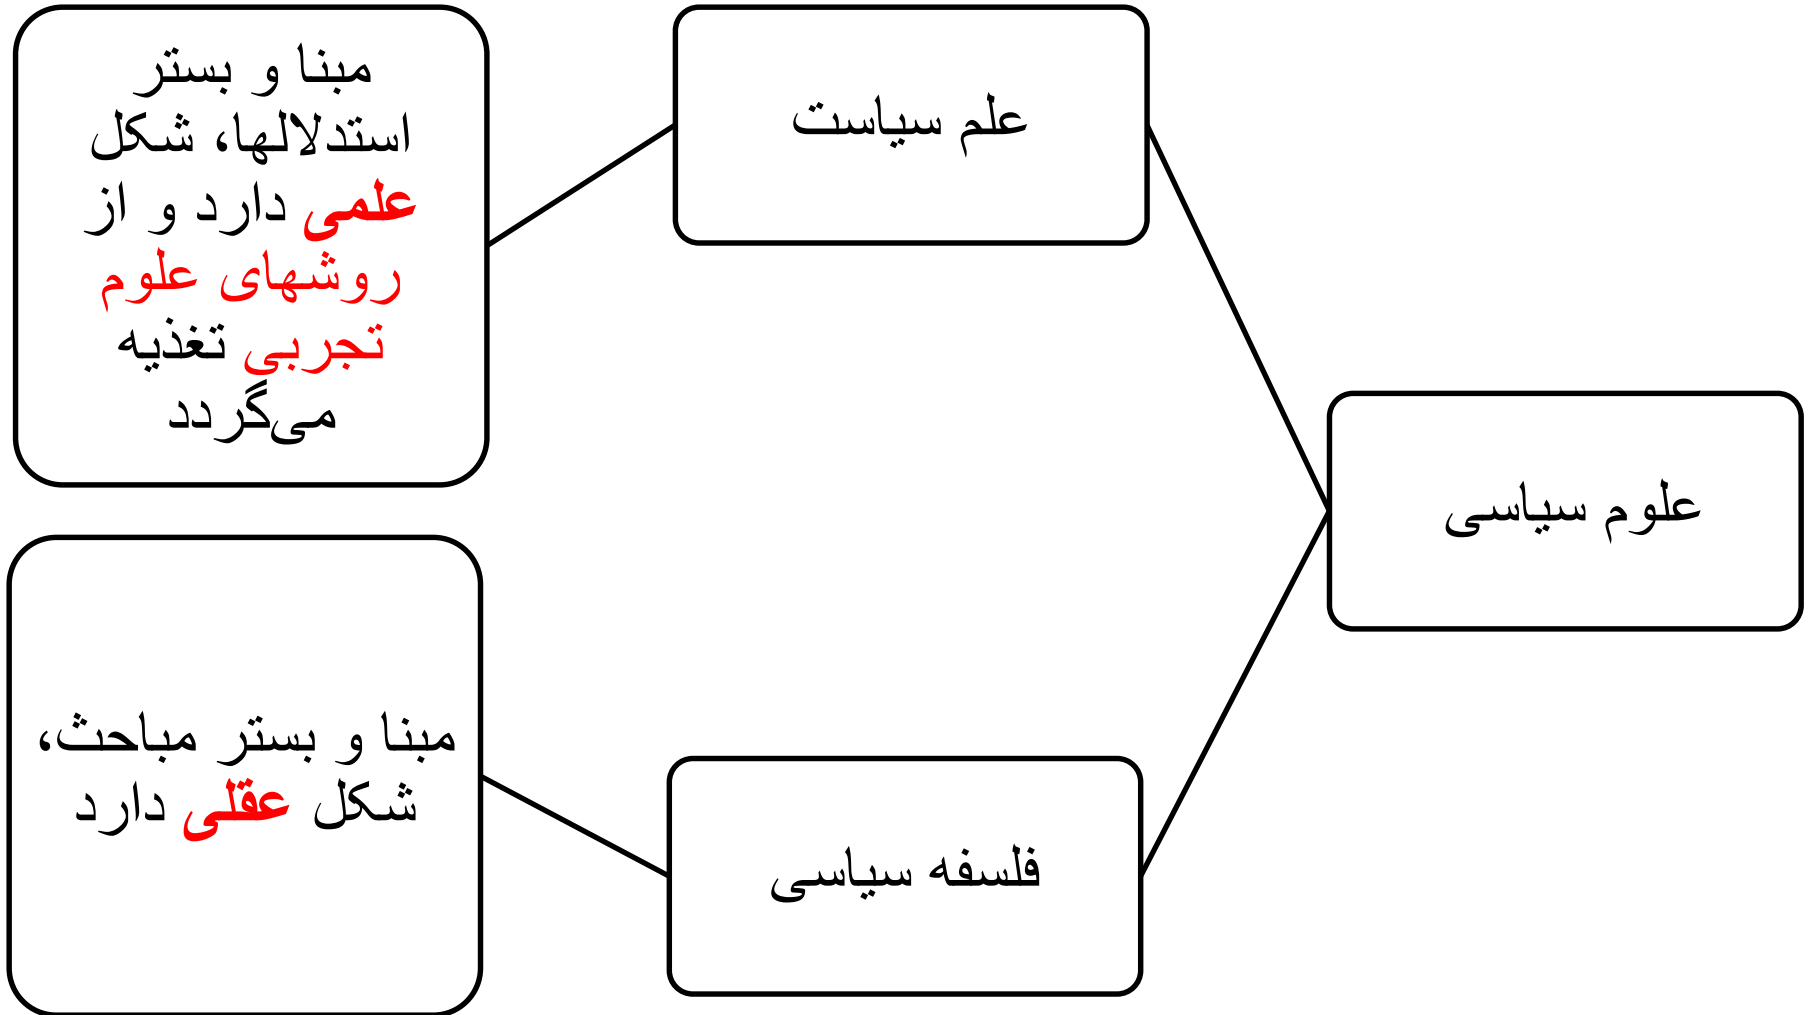 علوم سیاسی
علم سیاست
مبنا و بستر
استدلالها، شکل
علمی دارد و از
روشهای علوم
تجربی تغذیه
می‌گردد
فلسفه سیاسی
مبنا و بستر مباحث،
شکل عقلی دارد